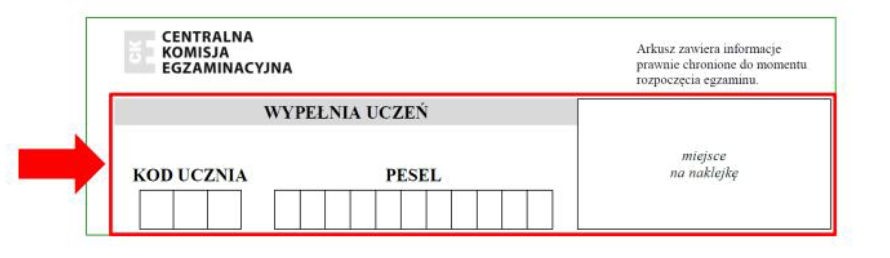 CK
CENTRALNA
KOMISJA
EGZAMINACYJNA
Arkusz zawiera informacje
prawnie chronione do momentu
rozpoczęcia egzaminu.
WYPEŁNIA UCZEŃ
KOD UCZNIA
PESEL
miejsce
na naklejkę